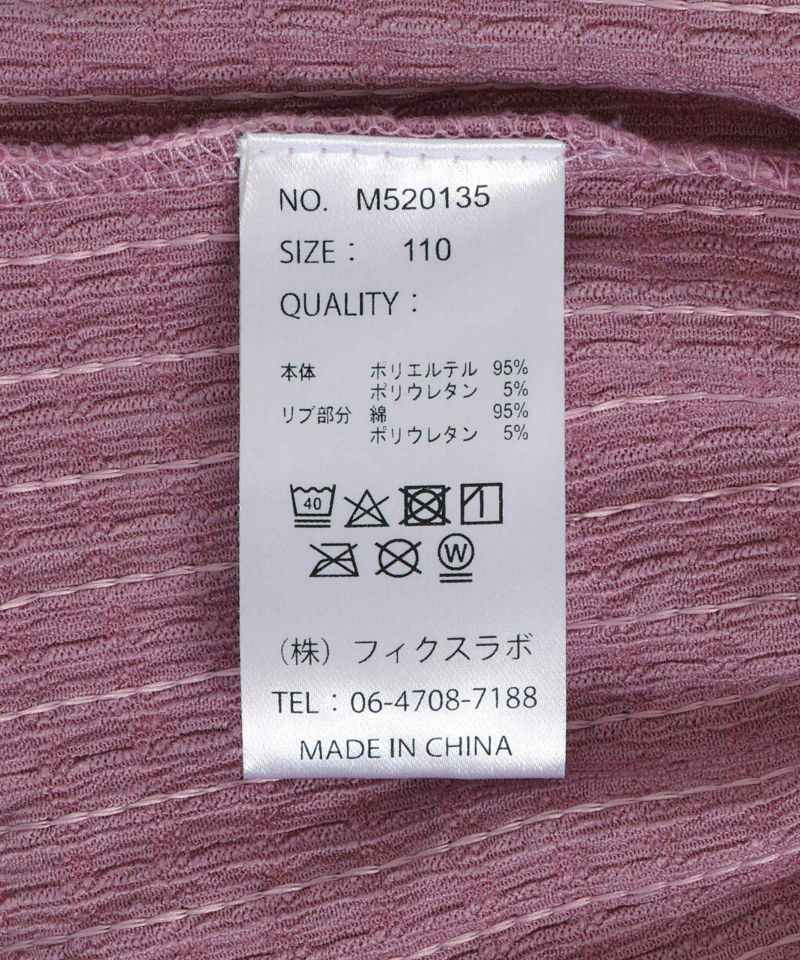 NO. M520135
SIZE： 110
QUALITY：
本体 ポリエルテル 95%
ポリウレタン 5%
リブ部分 綿 95%
ポリウレタン 5%
40
W
（株）フィクスラボ
TEL：06-4708-7188
MADE IN CHINA